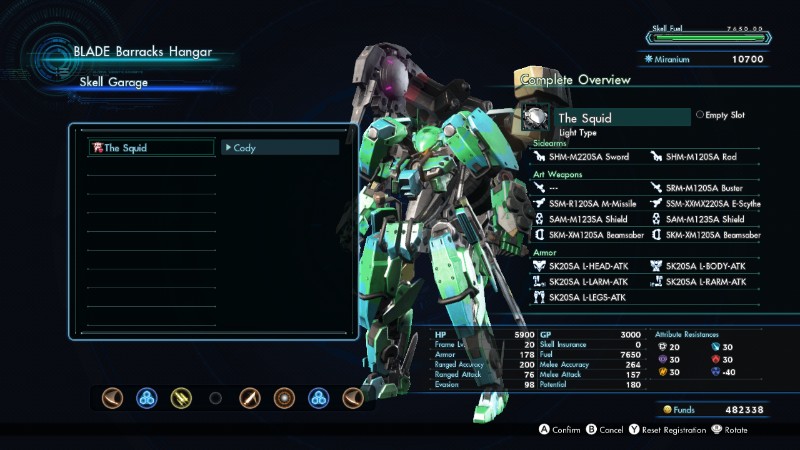 BLADE Barracks Hangar
Skell Garage
Skell Fuel 7650.00
Miranium 10700
Complete Overview
The Squid
Light Type
Empty Slot
The Squid
Cody
Sidearms
SHM-M220SA Sword SHM-M120SA Rod
Art Weapons
--- SRM-M120SA Buster
SSM-R120SA M-Missile SSM-XXMX220SA E-Scythe
SAM-M123SA Shield SAM-M123SA Shield
SKM-XM120SA Beamsaber SKM-XM120SA Beamsaber
Armor
SK20SA L-HEAD-ATK SK20SA L-BODY-ATK
SK20SA L-LARM-ATK SK20SA L-RARM-ATK
SK20SA L-LEGS-ATK
HP 5900 GP 3000 Attribute Resistances
Frame Lv. 20 Skell Insurance 0 20 30
Armor 178 Fuel 7650 30 30
Ranged Accuracy 200 Melee Accuracy 264 30 -40
Ranged Attack 76 Melee Attack 157
Evasion 98 Potential 180
Funds 482338
A Confirm B Cancel Y Reset Registration R Rotate